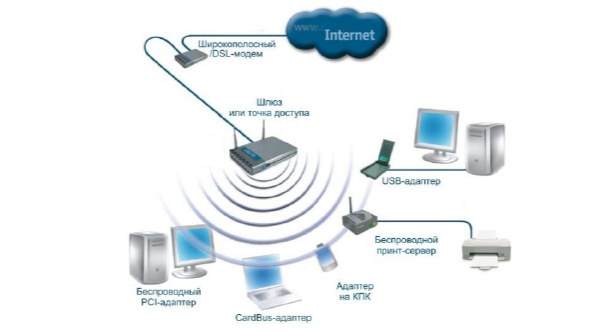 www.
Internet
Широкополосный
/DSL-модем
Шлюз
или точка доступа
USB-адаптер
Беспроводной
принт-сервер
Адаптер
на КПК
Беспроводный
PCI-адаптер
CardBus-адаптер